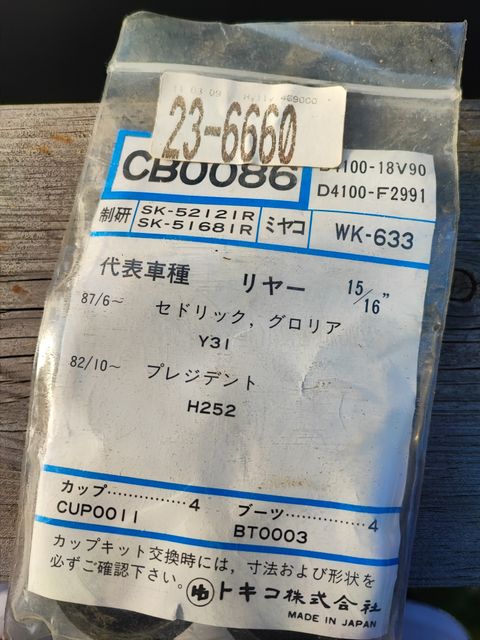 23-6660
CB0086
D4100-18V90
D4100-F2991
制研
SK-52121R
SK-51681R
ミヤコ
WK-633
代表車種 リヤー 15/16"
87/6~ セドリック, グロリア
Y31
82/10~ プレジデント
H252
カップ……………4 ブーツ……………4
CUP0011 BT0003
カップキット交換時には, 寸法および形状を
必ずご確認下さい。
トキコ株式会社
MADE IN JAPAN